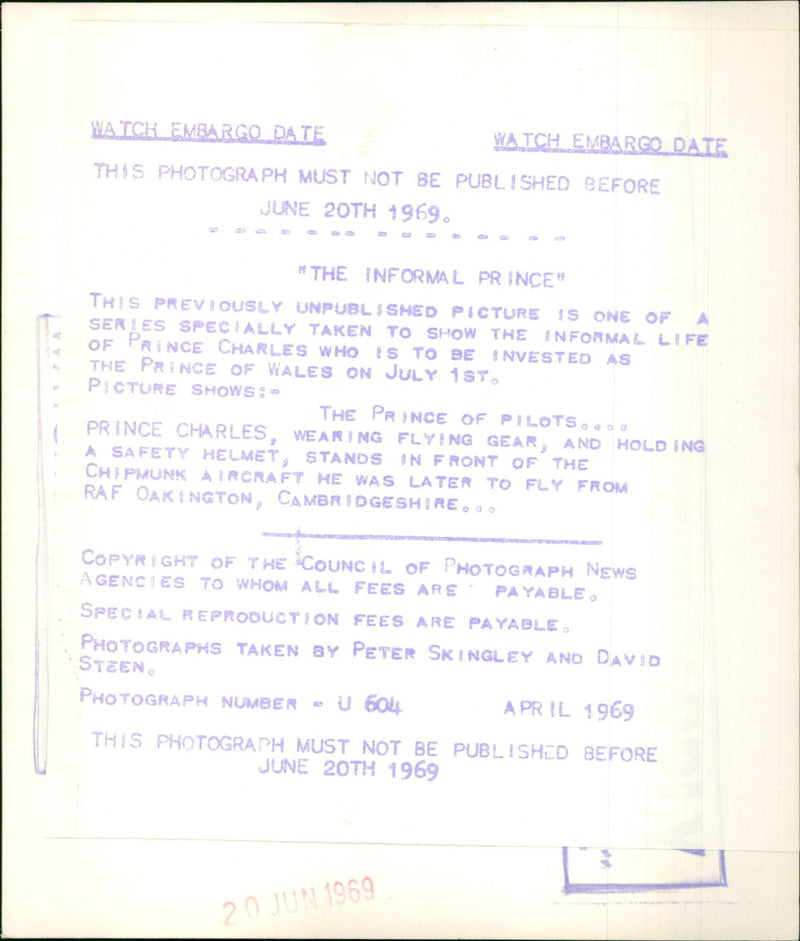 WATCH EMBARGO DATE WATCH EMBARGO DATE
THIS PHOTOGRAPH MUST NOT BE PUBLISHED BEFORE
JUNE 20TH 1969.
"THE INFORMAL PRINCE"
THIS PREVIOUSLY UNPUBLISHED PICTURE IS ONE OF A
SERIES SPECIALLY TAKEN TO SHOW THE INFORMAL LIFE
OF PRINCE CHARLES WHO IS TO BE INVESTED AS
THE PRINCE OF WALES ON JULY 1ST.
PICTURE SHOWS:-
THE PRINCE OF PILOTS....
PRINCE CHARLES, WEARING FLYING GEAR, AND HOLDING
A SAFETY HELMET, STANDS IN FRONT OF THE
CHIPMUNK AIRCRAFT HE WAS LATER TO FLY FROM
RAF OAKINGTON, CAMBRIDGESHIRE...
COPYRIGHT OF THE COUNCIL OF PHOTOGRAPH NEWS
AGENCIES TO WHOM ALL FEES ARE PAYABLE.
SPECIAL REPRODUCTION FEES ARE PAYABLE.
PHOTOGRAPHS TAKEN BY PETER SKINGLEY AND DAVID
STEEN.
PHOTOGRAPH NUMBER - U 604 APRIL 1969
THIS PHOTOGRAPH MUST NOT BE PUBLISHED BEFORE
JUNE 20TH 1969
20 JUN 1969